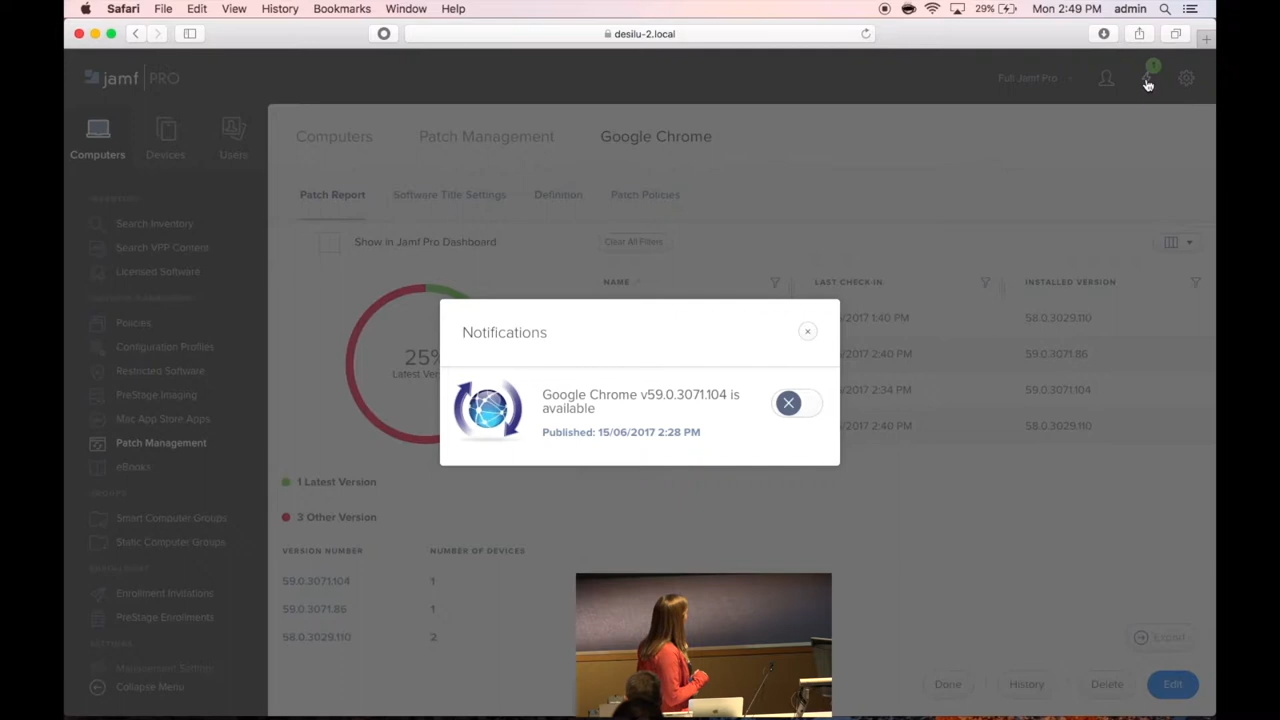 Safari File Edit View History Bookmarks Window Help 29% Mon 2:49 PM admin
desilu-2.local
jamf PRO Full Jamf Pro 1
Computers Devices Users
Computers Patch Management Google Chrome
Patch Report Software Title Settings Definition Patch Policies
Show in Jamf Pro Dashboard Clear All Filters
INVENTORY
Search Inventory
Search VPP Content
Licensed Software
Policies
Configuration Profiles
Restricted Software
PreStage Imaging
Mac App Store Apps
Patch Management
eBooks
GROUPS
Smart Computer Groups
Static Computer Groups
ENROLLMENT
Enrollment Invitations
PreStage Enrollments
SETTINGS
Management Settings
Collapse Menu
NAME LAST CHECK-IN INSTALLED VERSION
/2017 1:40 PM 58.0.3029.110
/2017 2:40 PM 59.0.3071.86
/2017 2:34 PM 59.0.3071.104
/2017 2:40 PM 58.0.3029.110
25%
Latest Ver
Notifications
Google Chrome v59.0.3071.104 is
available
Published: 15/06/2017 2:28 PM
1 Latest Version
3 Other Version
VERSION NUMBER NUMBER OF DEVICES
59.0.3071.104 1
59.0.3071.86 1
58.0.3029.110 2
Export
Done History Delete Edit